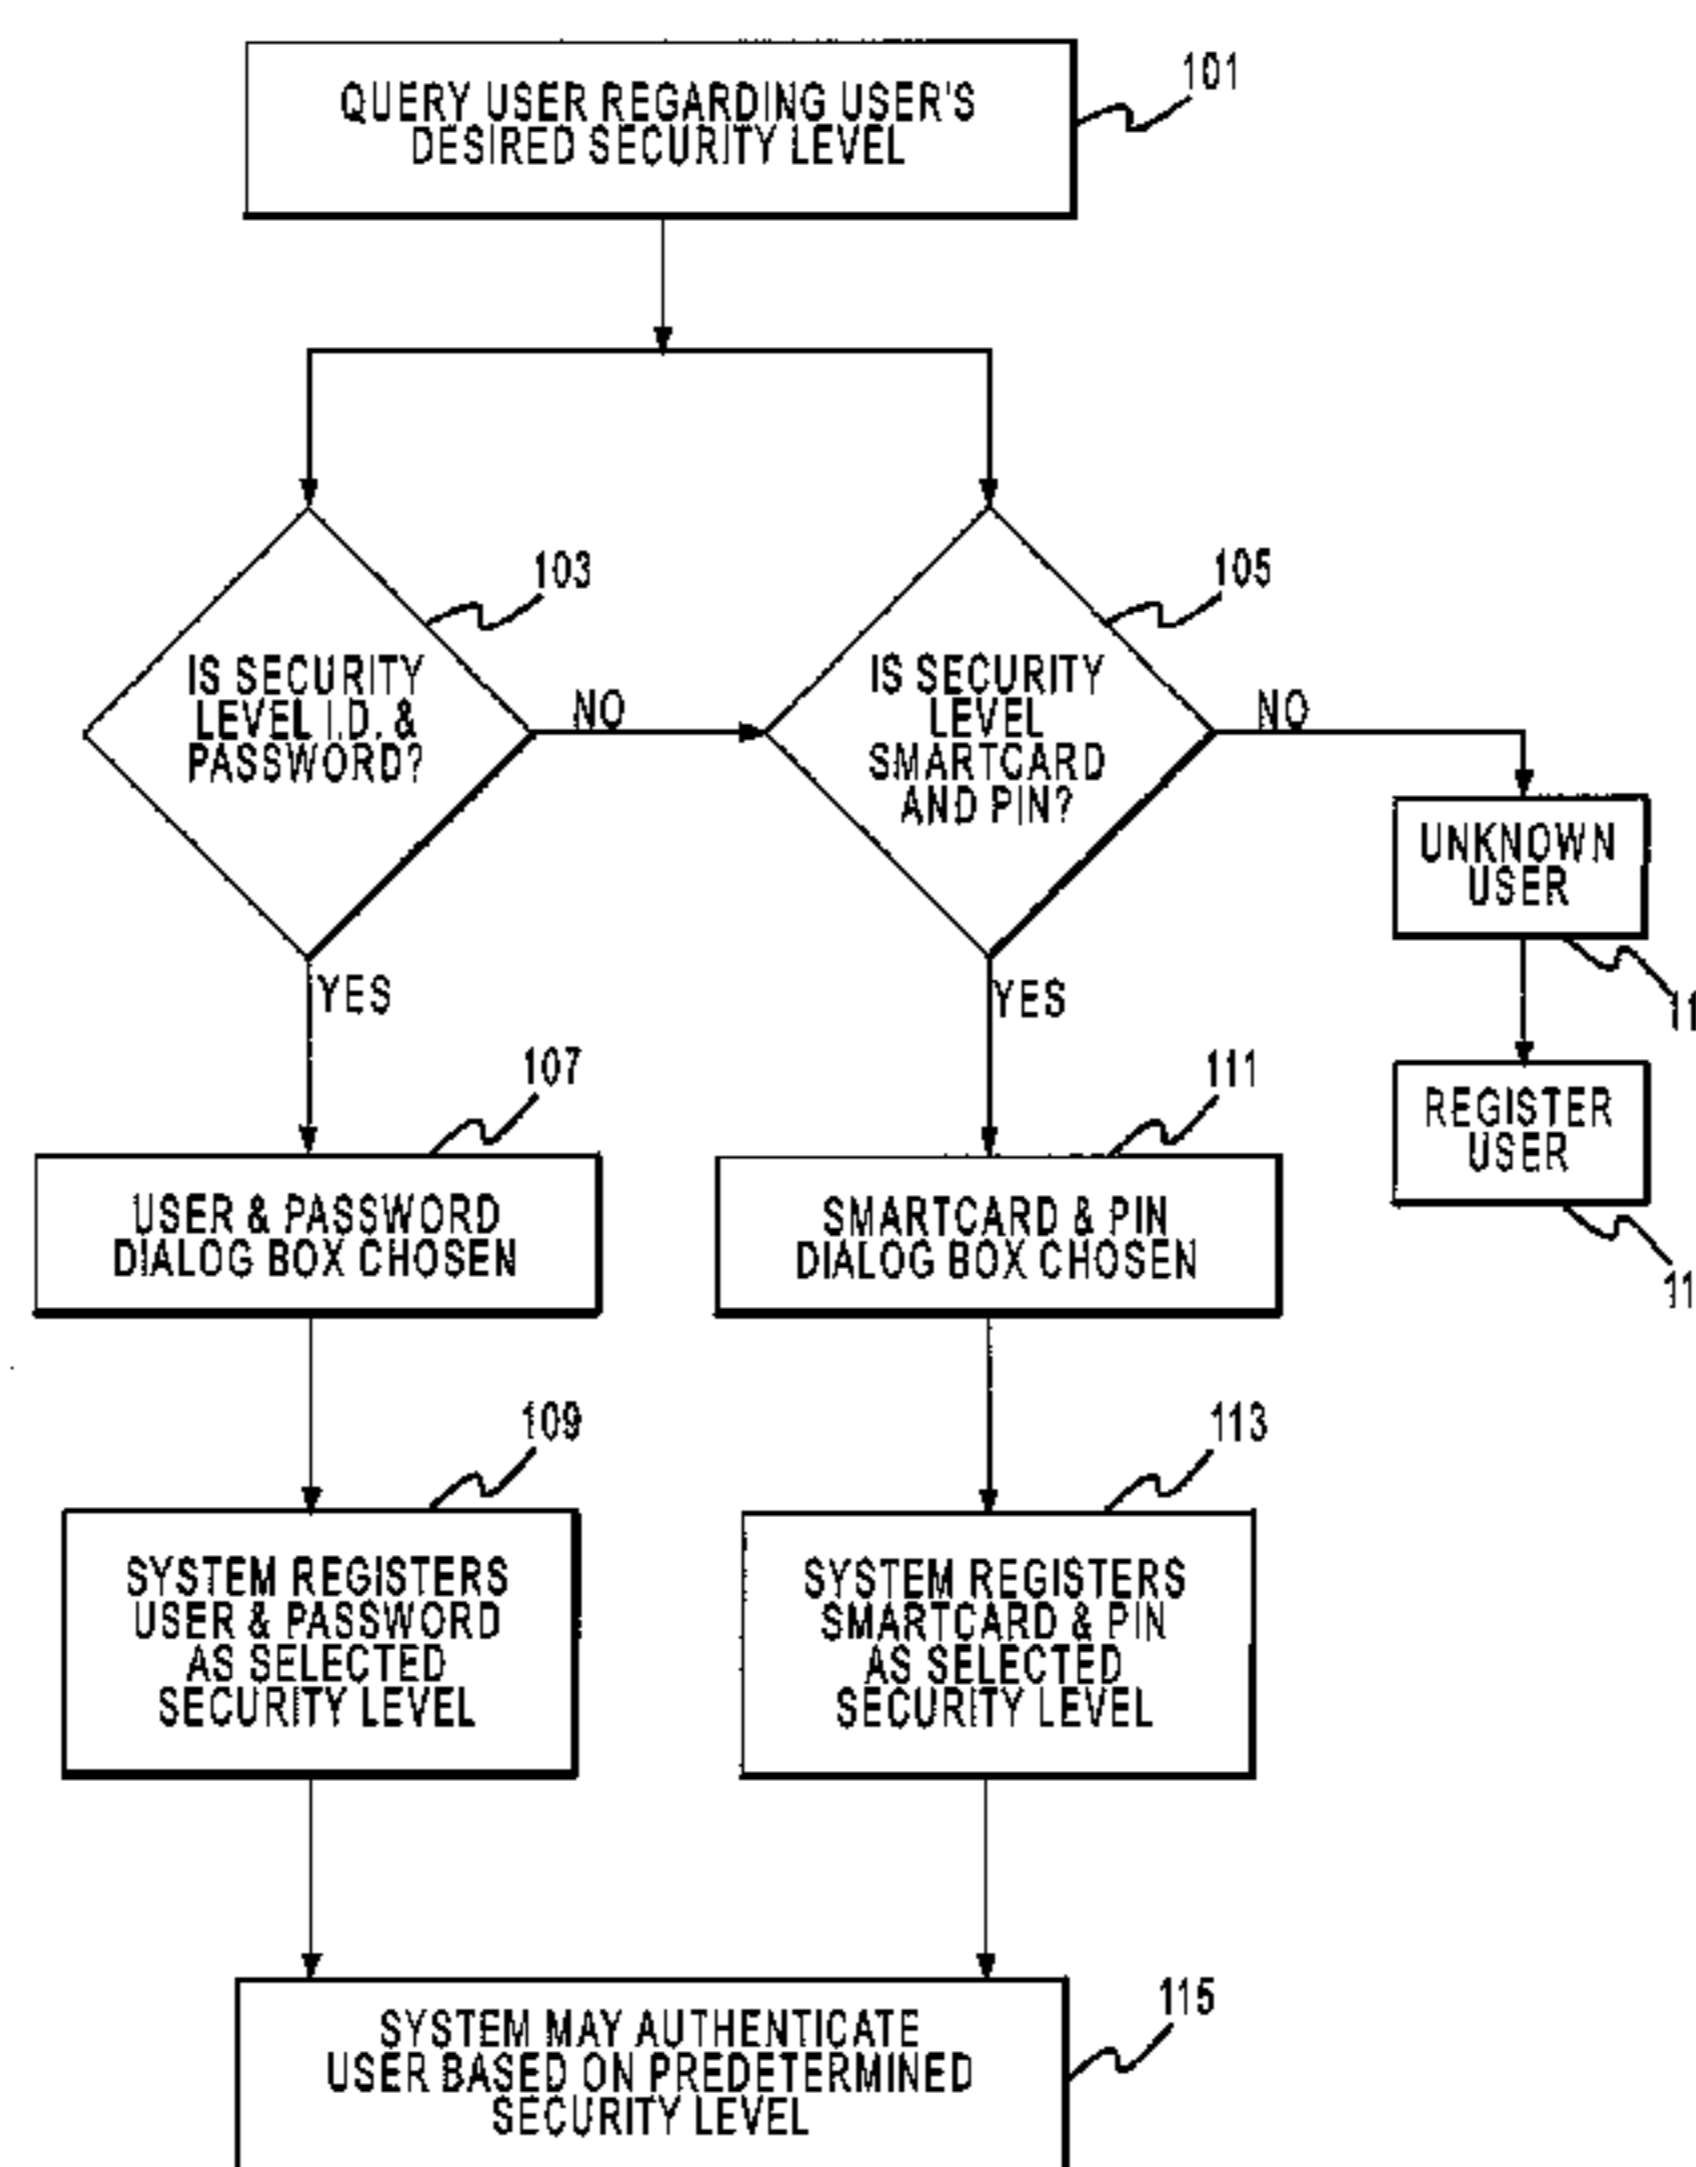 QUERY USER REGARDING USER'S
DESIRED SECURITY LEVEL
101
103
IS SECURITY
LEVEL I.D. &
PASSWORD?
NO
YES
105
IS SECURITY
LEVEL
SMARTCARD
AND PIN?
NO
YES
UNKNOWN
USER
11
REGISTER
USER
11
107
USER & PASSWORD
DIALOG BOX CHOSEN
111
SMARTCARD & PIN
DIALOG BOX CHOSEN
109
SYSTEM REGISTERS
USER & PASSWORD
AS SELECTED
SECURITY LEVEL
113
SYSTEM REGISTERS
SMARTCARD & PIN
AS SELECTED
SECURITY LEVEL
SYSTEM MAY AUTHENTICATE
USER BASED ON PREDETERMINED
SECURITY LEVEL
115